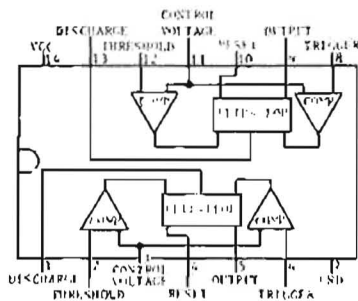 CONTROL
DISCHARGE VOLTAGE OUTPUT
VCC THRESHOLD RESET TRIGGER
14 13 12 11 10 9 8
COMP COMP
FLIP-FLOP
FLIP-FLOP
COMP COMP
1 2 3 4 5 6 7
DISCHARGE CONTROL OUTPUT GND
THRESHOLD VOLTAGE RESET TRIGGER